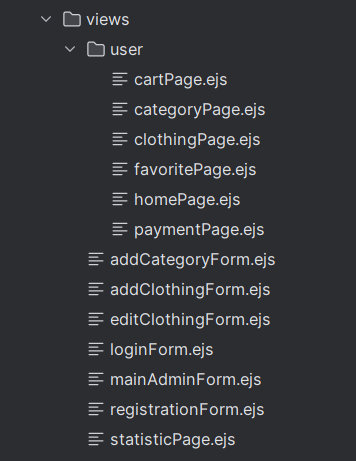 views
user
cartPage.ejs
categoryPage.ejs
clothingPage.ejs
favoritePage.ejs
homePage.ejs
paymentPage.ejs
addCategoryForm.ejs
addClothingForm.ejs
editClothingForm.ejs
loginForm.ejs
mainAdminForm.ejs
registrationForm.ejs
statisticPage.ejs